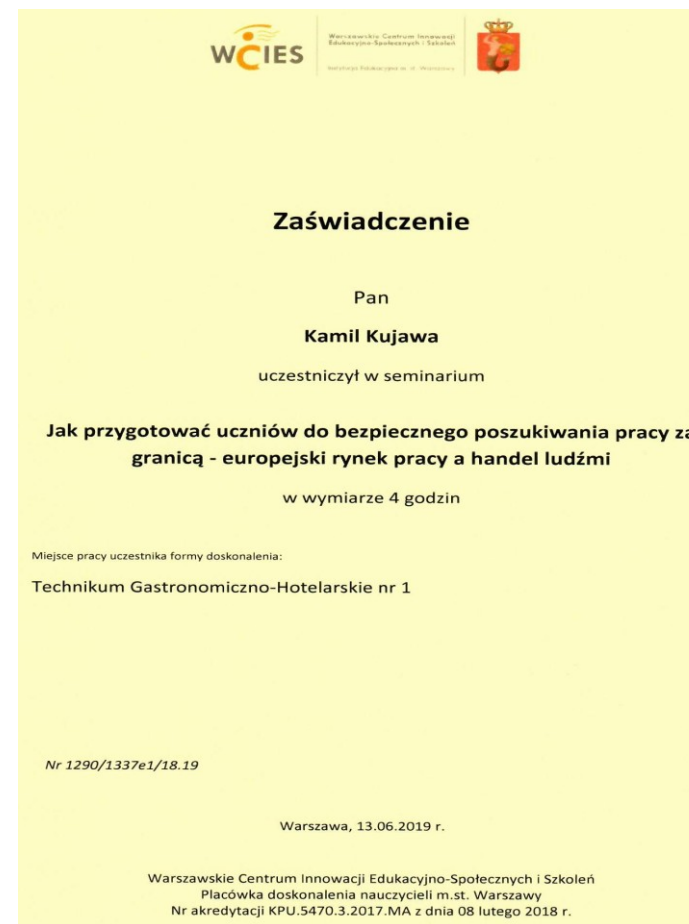 WCIES
Warszawskie Centrum Innowacji
Edukacyjno-Społecznych i Szkoleń
Zaświadczenie
Pan
Kamil Kujawa
uczestniczył w seminarium
Jak przygotować uczniów do bezpiecznego poszukiwania pracy za
granicą - europejski rynek pracy a handel ludźmi
w wymiarze 4 godzin
Miejsce pracy uczestnika formy doskonalenia:
Technikum Gastronomiczno-Hotelarskie nr 1
Nr 1290/1337e1/18.19
Warszawa, 13.06.2019 r.
Warszawskie Centrum Innowacji Edukacyjno-Społecznych i Szkoleń
Placówka doskonalenia nauczycieli m.st. Warszawy
Nr akredytacji KPU.5470.3.2017.MA z dnia 08 lutego 2018 r.